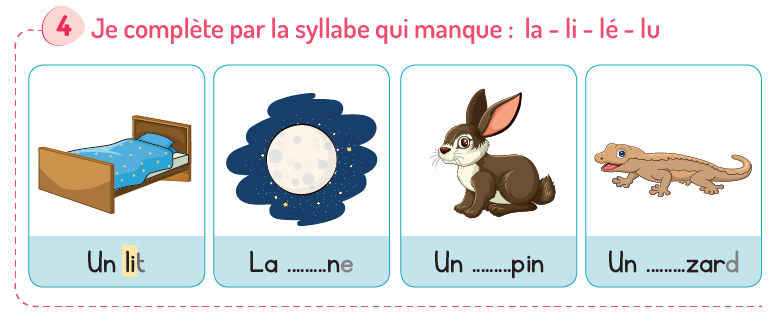 4 Je complète par la syllabe qui manque : la - li - lé - lu
Un lit
La .........ne
Un .........pin
Un .........zard